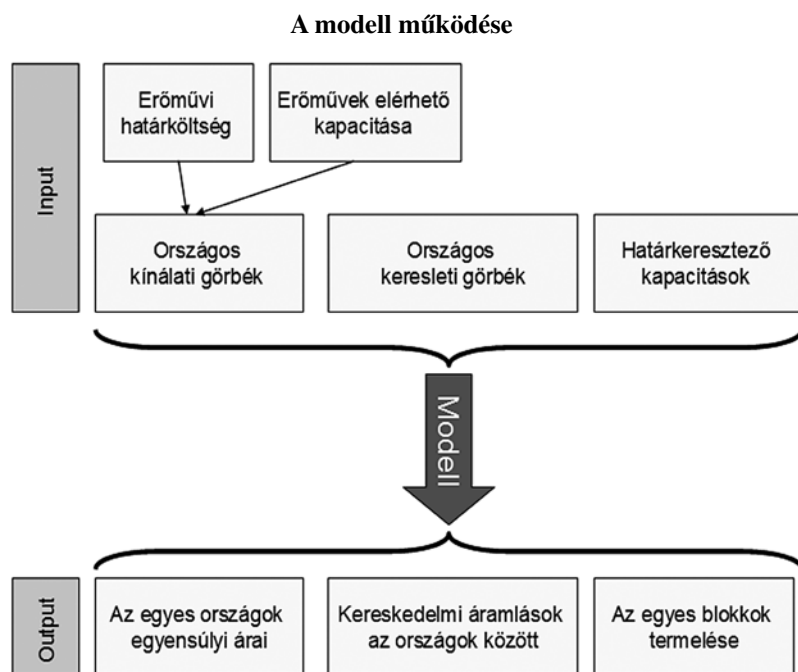 A modell működése
Input
Erőművi
határköltség
Erőművek elérhető
kapacitása
Országos
kínálati görbék
Országos
keresleti görbék
Határkeresztező
kapacitások
Modell
Output
Az egyes országok
egyensúlyi árai
Kereskedelmi áramlások
az országok között
Az egyes blokkok
termelése